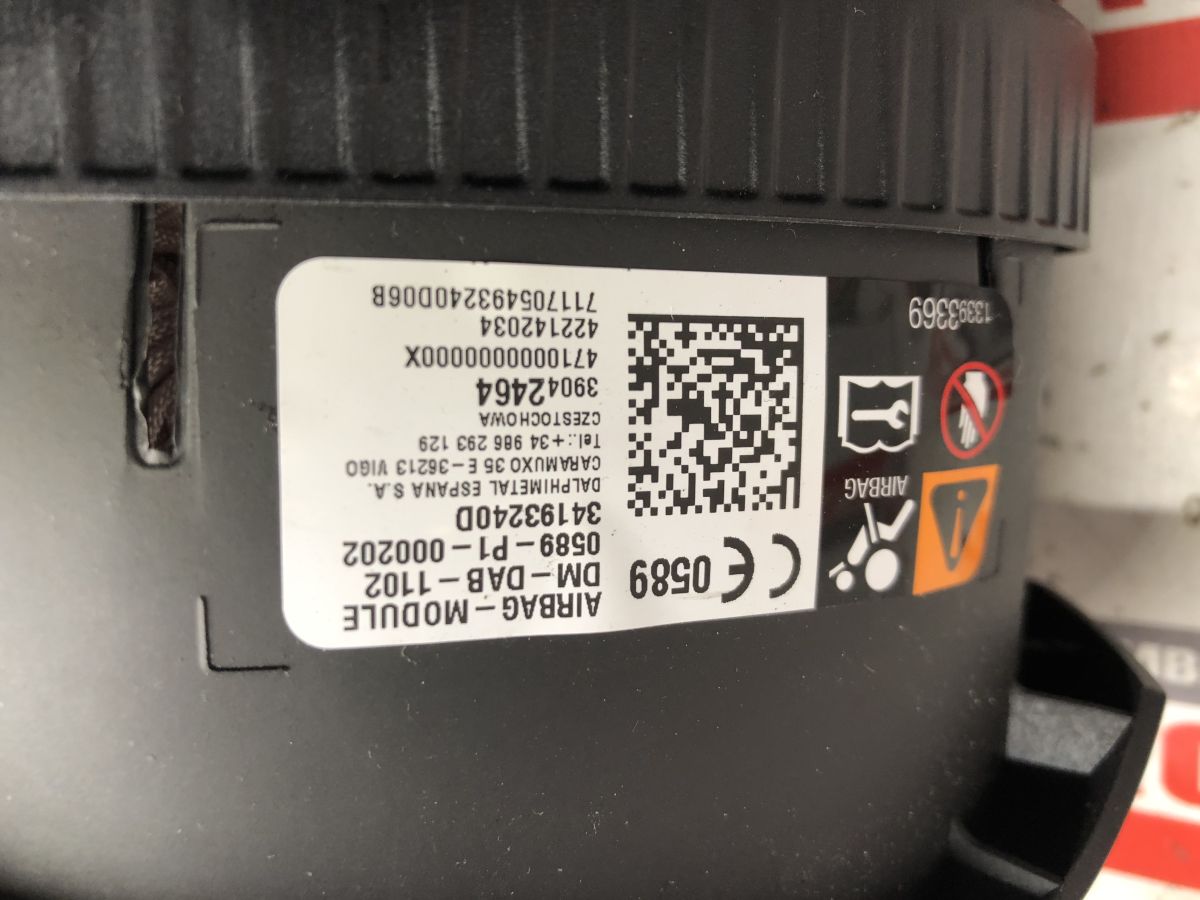 AIRBAG-MODULE
DM-DAB-1102
0589-P1-000202
34193240D
DALPHIMETAL ESPANA S.A.
CARAMUXO 35 E-36213 VIGO
Tel.:+34 986 293 129
CZESTOCHOWA
39042464
4710000000000X
422142034
711705493240D06B
CE 0589
AIRBAG
13393369
MB